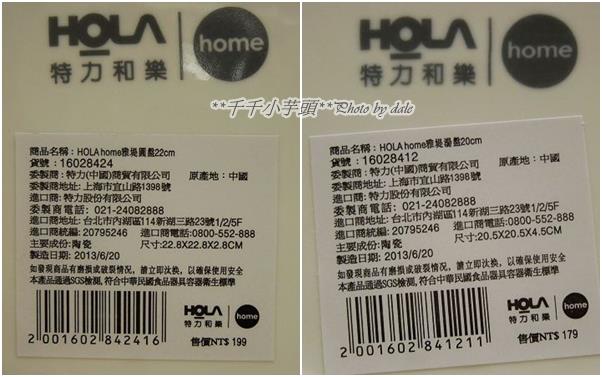 HOLA home
特力和樂
商品名稱: HOLA home雅堤圓盤22cm
貨號: 16028424
委製商: 特力(中國)商貿有限公司 原產地: 中國
委製商地址: 上海市宜山路1398號
進口商: 特力股份有限公司
委製商電話: 021-24082888
進口商地址: 台北市內湖區114新湖三路23號1/2/5F
進口商統編: 20795246 進口商電話:0800-552-888
主要成份: 陶瓷 尺寸:22.8X22.8X2.8CM
製造日期: 2013/6/20
如發現商品有磨損或破裂情況, 請立即汰換, 以確保使用安全
本產品通過SGS檢測, 符合中華民國食品器具容器衛生標準
HOLA home
特力和樂
2001602842416
售價NT$ 199
HOLA home
特力和樂
**千千小芋頭**Photo by dale
商品名稱: HOLA home雅堤湯盤20cm
貨號: 16028412
委製商: 特力(中國)商貿有限公司 原產地: 中國
委製商地址: 上海市宜山路1398號
進口商: 特力股份有限公司
委製商電話: 021-24082888
進口商地址: 台北市內湖區114新湖三路23號1/2/5F
進口商統編: 20795246 進口商電話:0800-552-888
主要成份: 陶瓷 尺寸:20.5X20.5X4.5CM
製造日期: 2013/6/20
如發現商品有磨損或破裂情況, 請立即汰換, 以確保使用安全
本產品通過SGS檢測, 符合中華民國食品器具容器衛生標準
HOLA home
特力和樂
2001602841211
售價NT$ 179